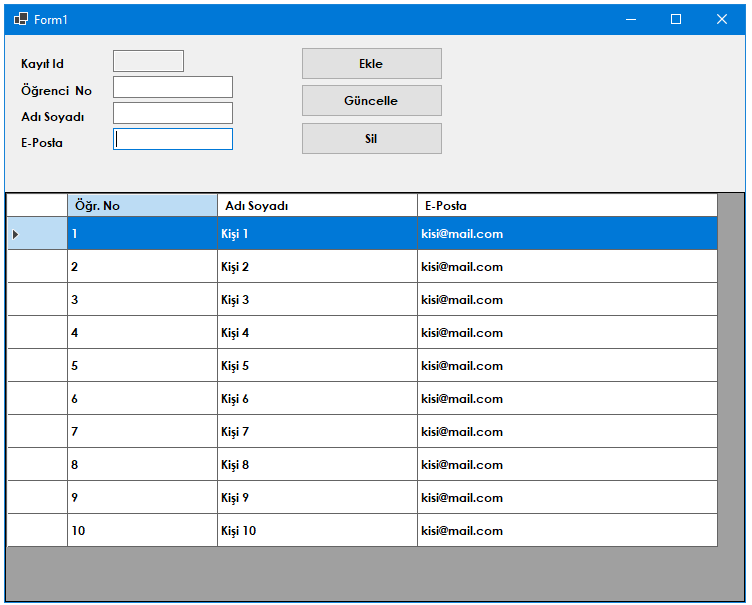 Form1
Kayıt Id
Öğrenci No
Adı Soyadı
E-Posta
Ekle
Güncelle
Sil
Öğr. No Adı Soyadı E-Posta
1 Kişi 1 kisi@mail.com
2 Kişi 2 kisi@mail.com
3 Kişi 3 kisi@mail.com
4 Kişi 4 kisi@mail.com
5 Kişi 5 kisi@mail.com
6 Kişi 6 kisi@mail.com
7 Kişi 7 kisi@mail.com
8 Kişi 8 kisi@mail.com
9 Kişi 9 kisi@mail.com
10 Kişi 10 kisi@mail.com